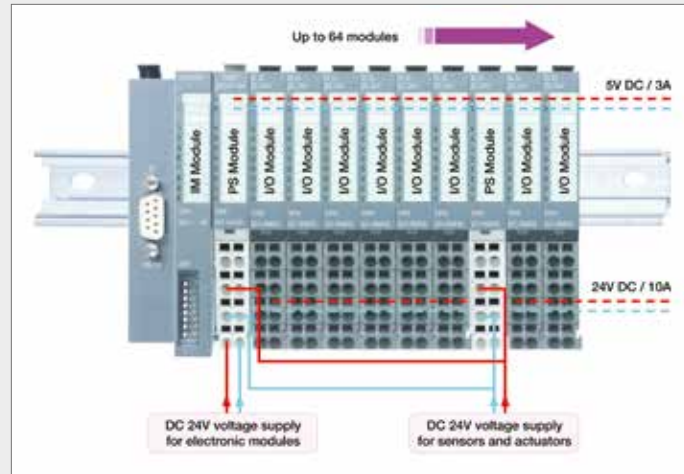 Up to 64 modules
5V DC / 3A
IM Module
PS Module
I/O Module
I/O Module
I/O Module
I/O Module
I/O Module
I/O Module
PS Module
I/O Module
I/O Module
24V DC / 10A
DC 24V voltage supply
for electronic modules
DC 24V voltage supply
for sensors and actuators